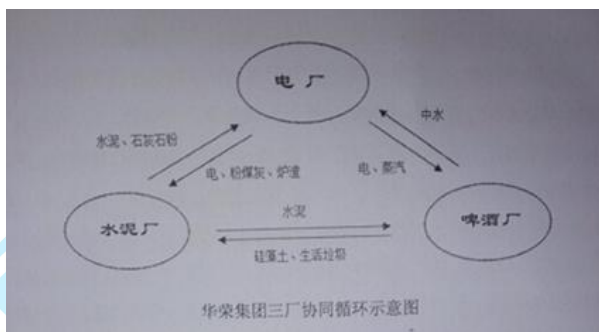 电 厂
中水
水泥、石灰石粉
电、粉煤灰、炉渣
电、蒸汽
水泥厂
水泥
啤酒厂
硅藻土、生活垃圾
华荣集团三厂协同循环示意图